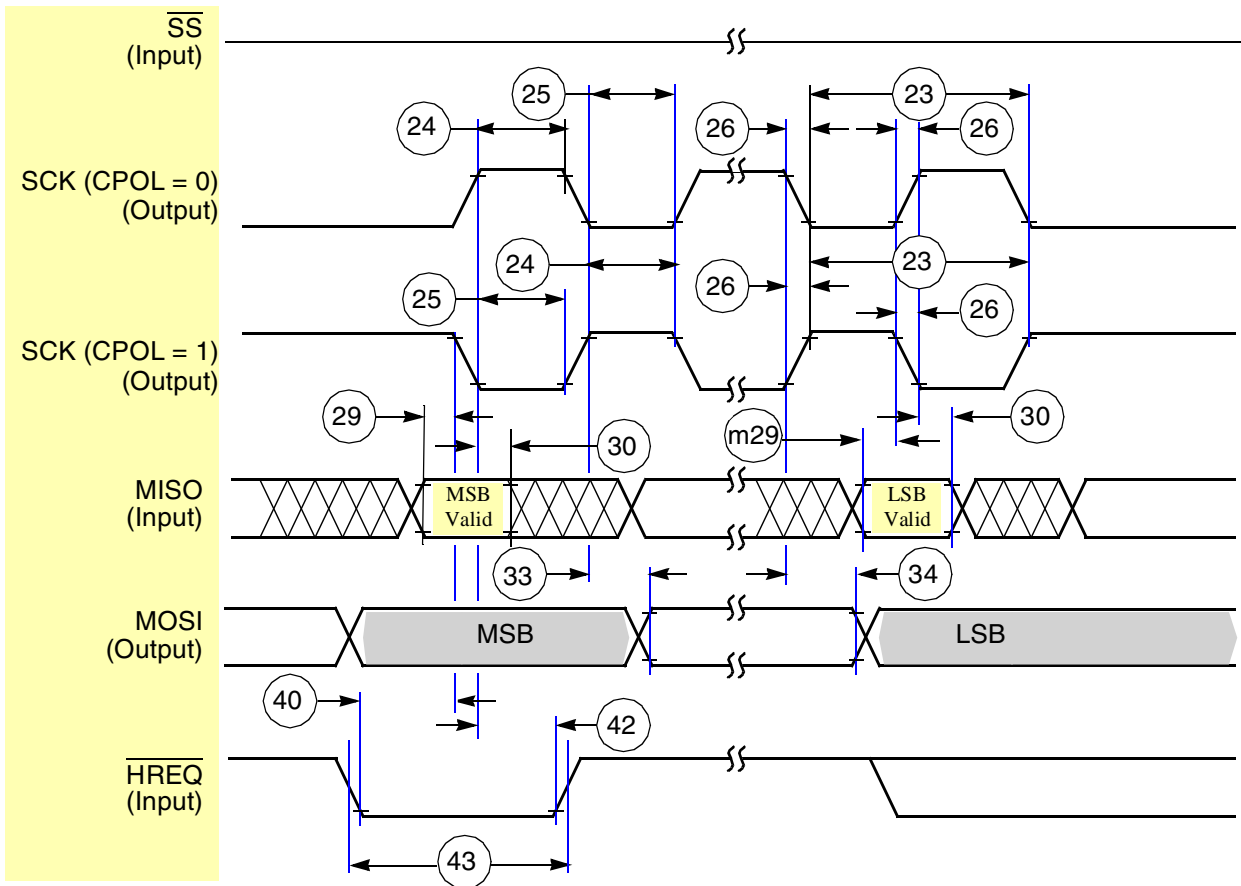 SS
(Input)
25
23
24
26
26
SCK (CPOL = 0)
(Output)
24
23
25
26
26
SCK (CPOL = 1)
(Output)
29
30
m29
30
MISO
(Input)
MSB
Valid
LSB
Valid
33
34
MOSI
(Output)
MSB
LSB
40
42
HREQ
(Input)
43